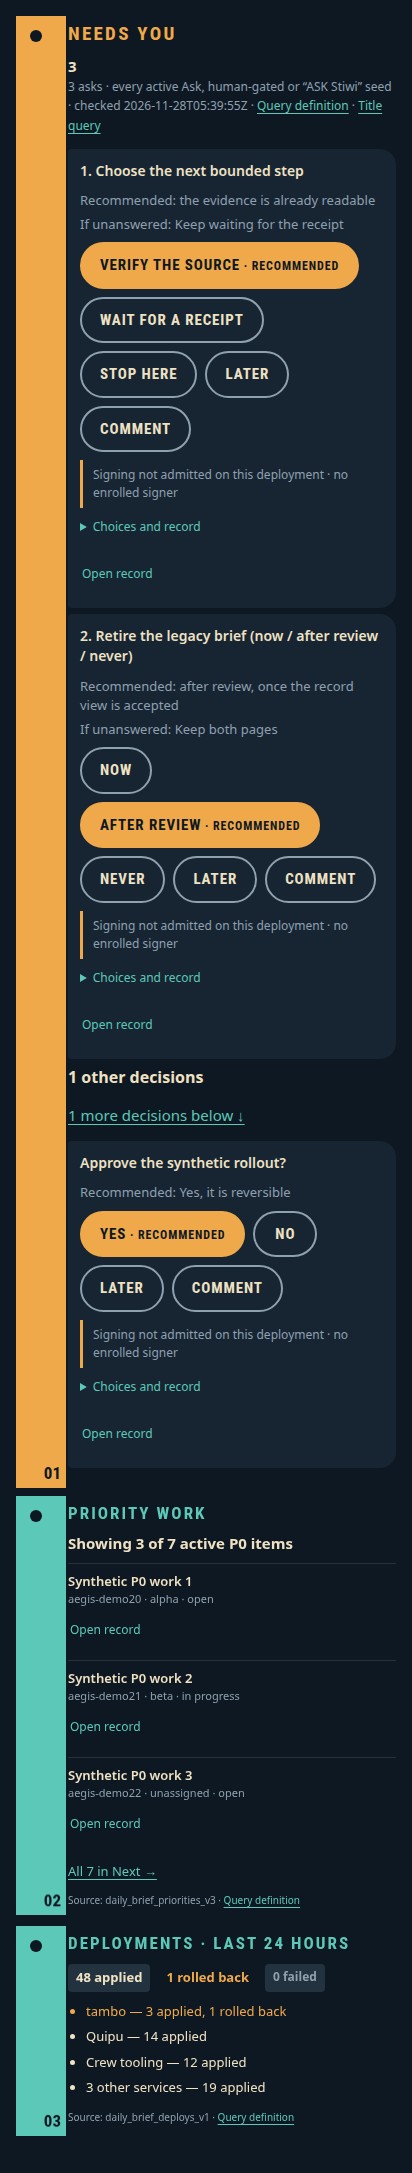 NEEDS YOU
3
3 asks · every active Ask, human-gated or “ASK Stiwi” seed
· checked 2026-11-28T05:39:55Z · Query definition · Title
query
1. Choose the next bounded step
Recommended: the evidence is already readable
If unanswered: Keep waiting for the receipt
VERIFY THE SOURCE · RECOMMENDED
WAIT FOR A RECEIPT
STOP HERE
LATER
COMMENT
Signing not admitted on this deployment · no
enrolled signer
Choices and record
Open record
2. Retire the legacy brief (now / after review
/ never)
Recommended: after review, once the record
view is accepted
If unanswered: Keep both pages
NOW
AFTER REVIEW · RECOMMENDED
NEVER
LATER
COMMENT
Signing not admitted on this deployment · no
enrolled signer
Choices and record
Open record
1 other decisions
1 more decisions below ↓
Approve the synthetic rollout?
Recommended: Yes, it is reversible
YES · RECOMMENDED
NO
LATER
COMMENT
Signing not admitted on this deployment · no
enrolled signer
Choices and record
Open record
01
PRIORITY WORK
Showing 3 of 7 active P0 items
Synthetic P0 work 1
aegis-demo20 · alpha · open
Open record
Synthetic P0 work 2
aegis-demo21 · beta · in progress
Open record
Synthetic P0 work 3
aegis-demo22 · unassigned · open
Open record
All 7 in Next →
02
Source: daily_brief_priorities_v3 · Query definition
DEPLOYMENTS · LAST 24 HOURS
48 applied
1 rolled back
0 failed
tambo — 3 applied, 1 rolled back
Quipu — 14 applied
Crew tooling — 12 applied
3 other services — 19 applied
03
Source: daily_brief_deploys_v1 · Query definition